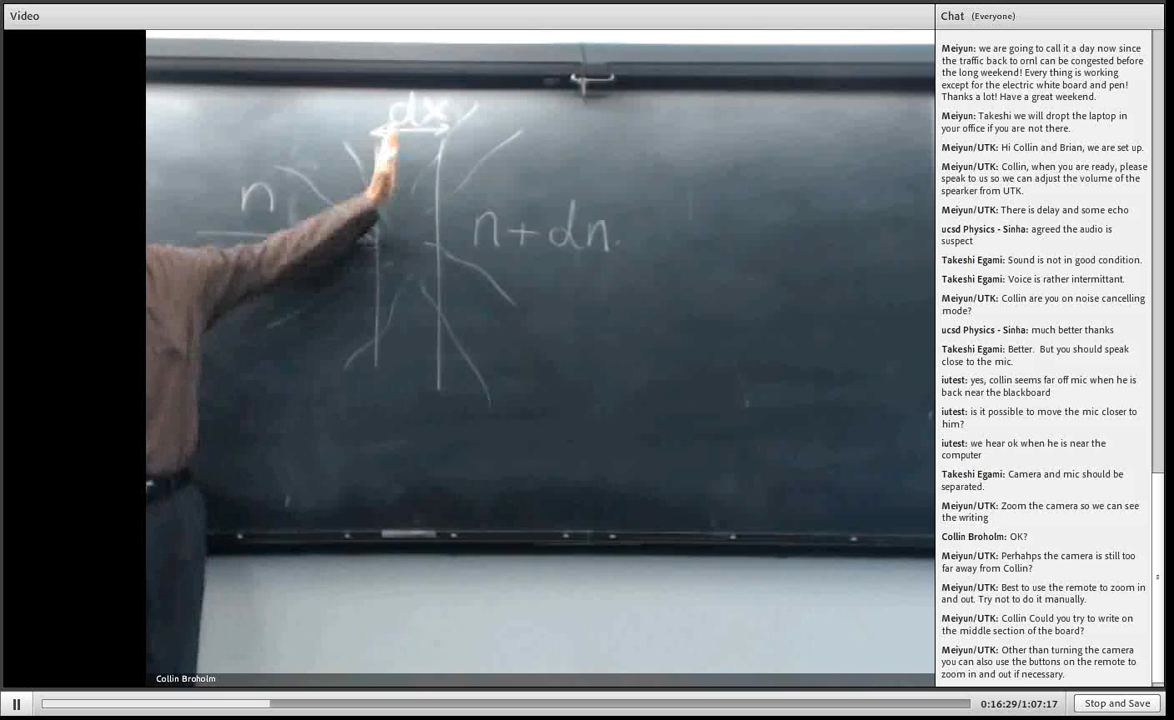 Video
dx
n
n+dn.
Collin Broholm
0:16:29/1:07:17
Stop and Save
Chat (Everyone)
Meiyun: we are going to call it a day now since
the traffic back to ornl can be congested before
the long weekend! Every thing is working
except for the electric white board and pen!
Thanks a lot! Have a great weekend.
Meiyun: Takeshi we will dropt the laptop in
your office if you are not there.
Meiyun/UTK: Hi Collin and Brian, we are set up.
Meiyun/UTK: Collin, when you are ready, please
speak to us so we can adjust the volume of the
spearker from UTK.
Meiyun/UTK: There is delay and some echo
ucsd Physics - Sinha: agreed the audio is
suspect
Takeshi Egami: Sound is not in good condition.
Takeshi Egami: Voice is rather intermittant.
Meiyun/UTK: Collin are you on noise cancelling
mode?
ucsd Physics - Sinha: much better thanks
Takeshi Egami: Better. But you should speak
close to the mic.
iutest: yes, collin seems far off mic when he is
back near the blackboard
iutest: is it possible to move the mic closer to
him?
iutest: we hear ok when he is near the
computer
Takeshi Egami: Camera and mic should be
separated.
Meiyun/UTK: Zoom the camera so we can see
the writing
Collin Broholm: OK?
Meiyun/UTK: Perhahps the camera is still too
far away from Collin?
Meiyun/UTK: Best to use the remote to zoom in
and out. Try not to do it manually.
Meiyun/UTK: Collin Could you try to write on
the middle section of the board?
Meiyun/UTK: Other than turning the camera
you can also use the buttons on the remote to
zoom in and out if necessary.